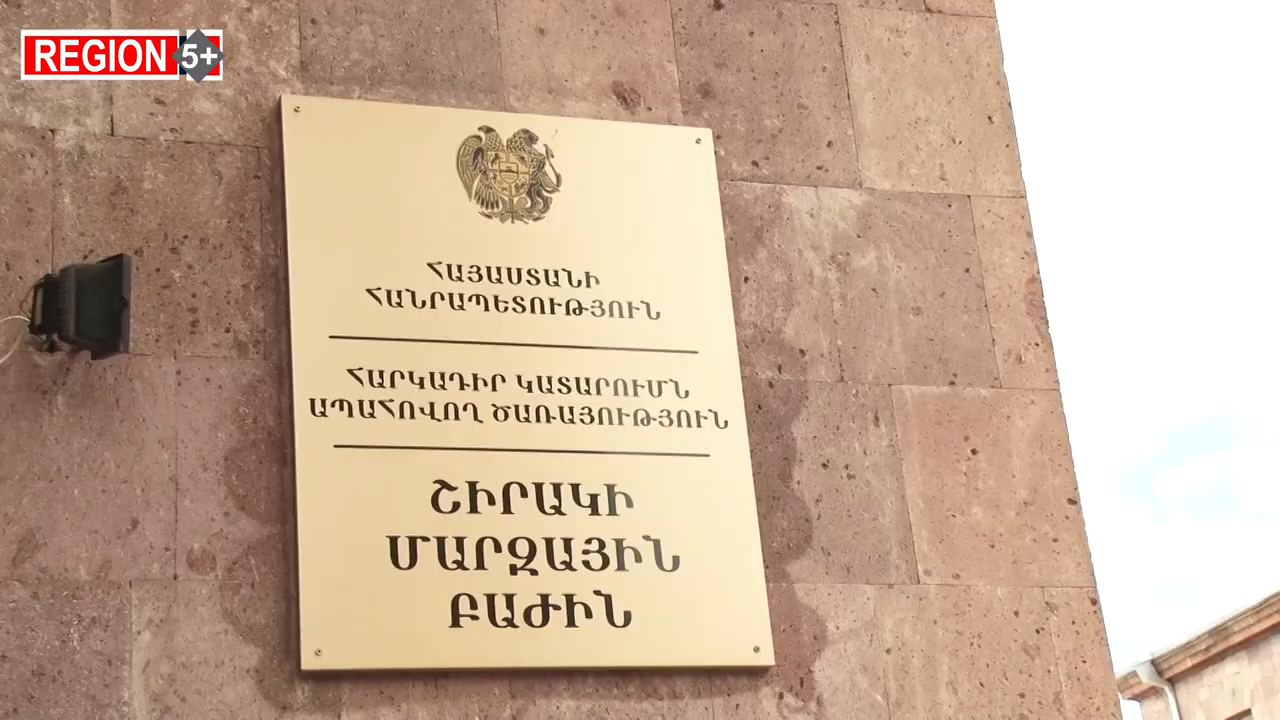 REGION 5+
ՀԱՅԱՍՏԱՆԻ
ՀԱՆՐԱՊԵՏՈՒԹՅՈՒՆ
ՀԱՐԿԱԴԻՐ ԿԱՏԱՐՈՒՄՆ
ԱՊԱՀՈՎՈՂ ԾԱՌԱՅՈՒԹՅՈՒՆ
ՇԻՐԱԿԻ
ՄԱՐԶԱՅԻՆ
ԲԱԺԻՆ